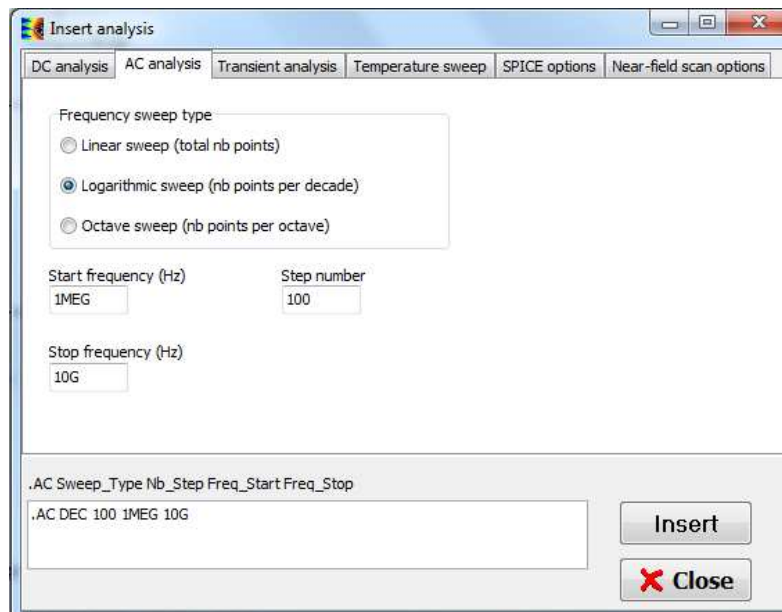 Insert analysis
DC analysis AC analysis Transient analysis Temperature sweep SPICE options Near-field scan options
Frequency sweep type
Linear sweep (total nb points)
Logarithmic sweep (nb points per decade)
Octave sweep (nb points per octave)
Start frequency (Hz) Step number
1MEG 100
Stop frequency (Hz)
10G
.AC Sweep_Type Nb_Step Freq_Start Freq_Stop
.AC DEC 100 1MEG 10G
Insert
Close